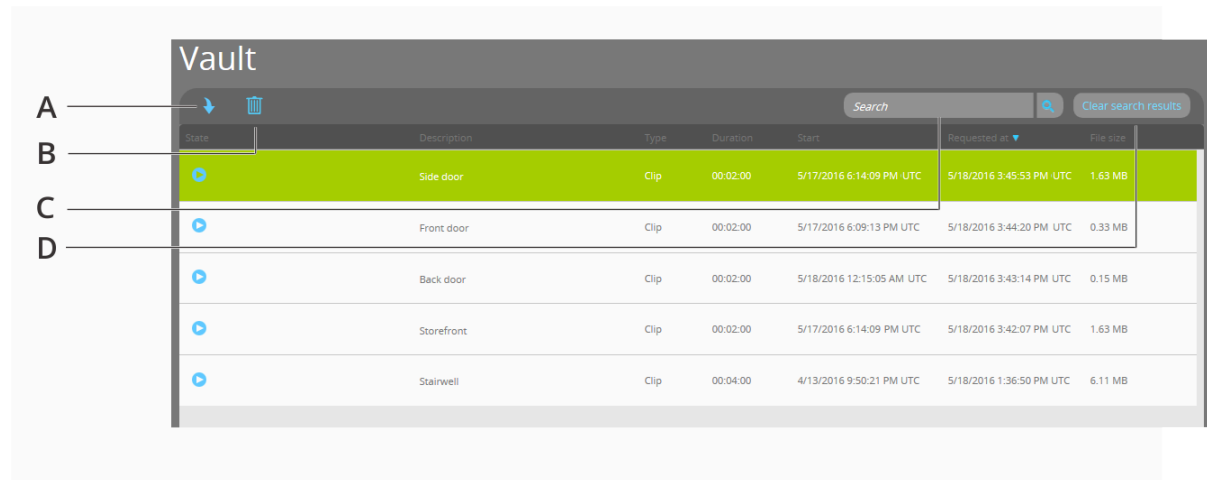 Vault
A
Search
Clear search results
B
State Description Type Duration Start Requested at File size
Side door Clip 00:02:00 5/17/2016 6:14:09 PM UTC 5/18/2016 3:45:53 PM UTC 1.63 MB
C
Front door Clip 00:02:00 5/17/2016 6:09:13 PM UTC 5/18/2016 3:44:20 PM UTC 0.33 MB
D
Back door Clip 00:02:00 5/18/2016 12:15:05 AM UTC 5/18/2016 3:43:14 PM UTC 0.15 MB
Storefront Clip 00:02:00 5/17/2016 6:14:09 PM UTC 5/18/2016 3:42:07 PM UTC 1.63 MB
Stairwell Clip 00:04:00 4/13/2016 9:50:21 PM UTC 5/18/2016 1:36:50 PM UTC 6.11 MB